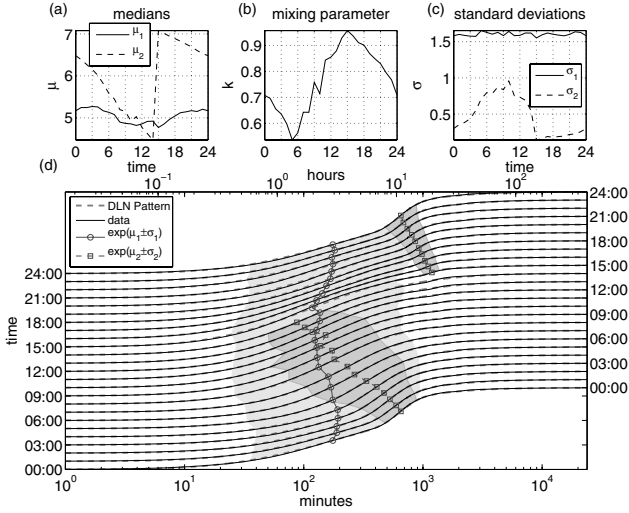 (a) medians
μ1
μ2
7
6
5
μ
0 6 12 18 24
time
(b) mixing parameter
0.9
0.8
0.7
0.6
k
0 6 12 18 24
(c) standard deviations
1.5
1
0.5
σ
σ1
σ2
0 6 12 18 24
time
(d)
10^-1 10^0 10^1 10^2
hours
DLN Pattern
data
exp(μ1±σ1)
exp(μ2±σ2)
24:00
21:00
18:00
15:00
12:00
09:00
06:00
03:00
00:00
time
24:00
21:00
18:00
15:00
12:00
09:00
06:00
03:00
00:00
10^0 10^1 10^2 10^3 10^4
minutes